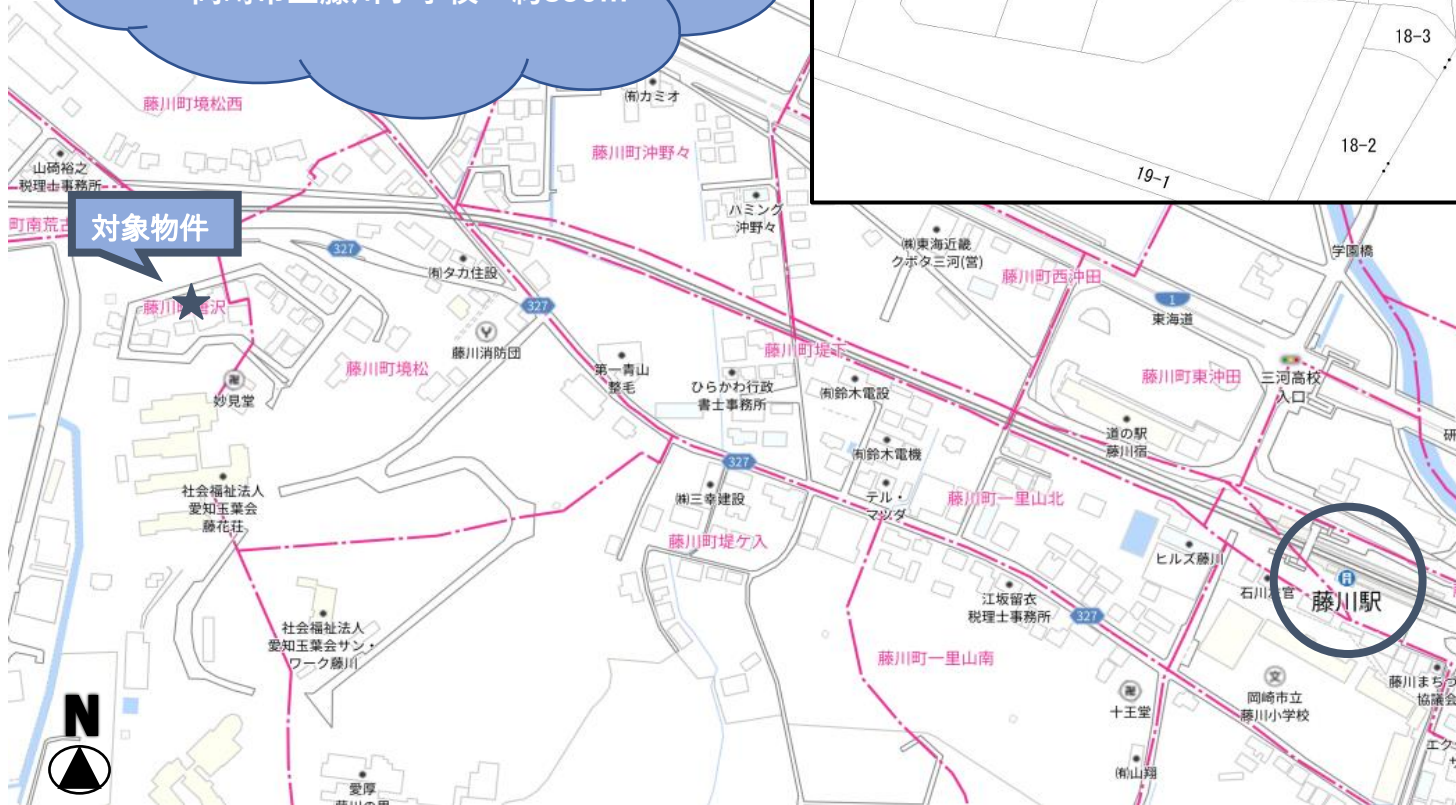 18-3
18-2
19-1
藤川町境松西
㈲カミオ
藤川町沖野々
山碕裕之
税理士事務所
対象物件
327
㈲タカ住設
ハミング
沖野々
㈱東海近畿
クボタ三河(営)
藤川町西沖田
学園橋
1
東海道
327
藤川消防団
藤川町境松
第一青山
整毛
藤川町堤下
ひらかわ行政
書士事務所
㈲鈴木電設
藤川町東沖田
三河高校
入口
妙見堂
道の駅
藤川宿
327
㈲鈴木電機
社会福祉法人
愛知玉葉会
藤花荘
㈱三幸建設
テル・
マツダ
藤川町一里山北
藤川町堤ケ入
ヒルズ藤川
藤川駅
江坂留衣
税理士事務所
327
社会福祉法人
愛知玉葉会サン・
ワーク藤川
藤川町一里山南
岡崎市立
藤川小学校
十王堂
㈲山翔
N
愛厚